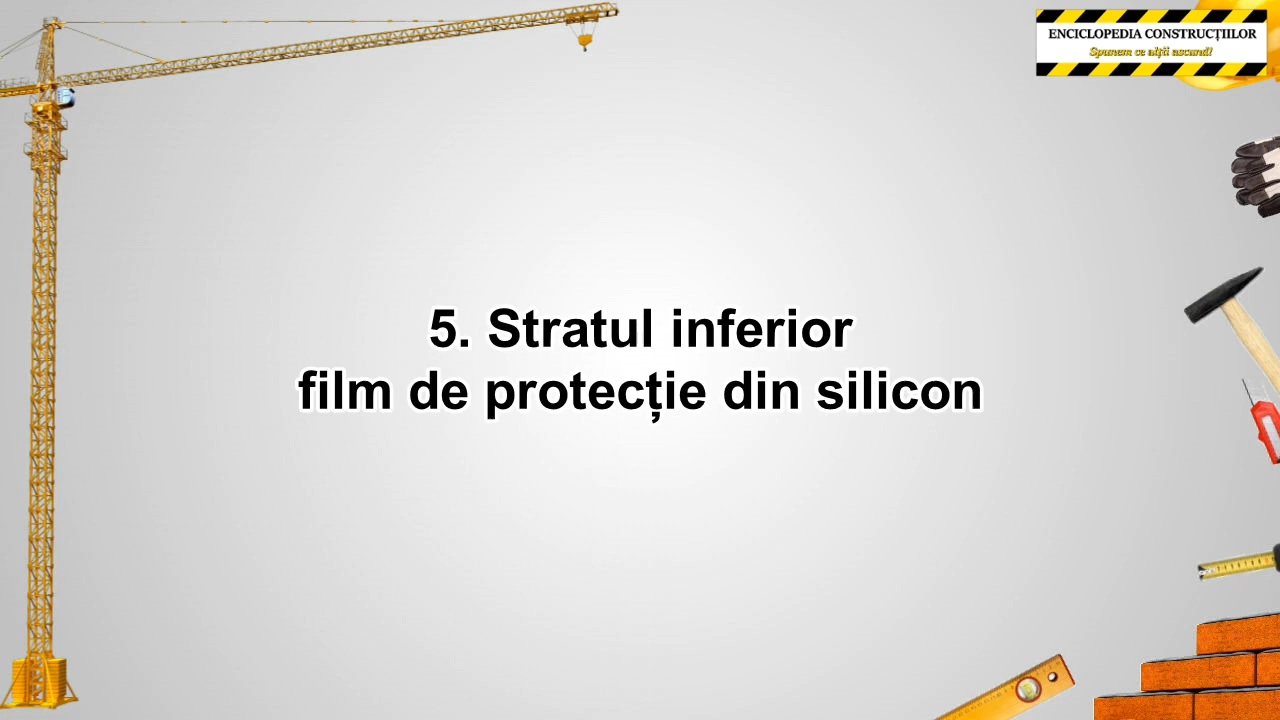 ENCICLOPEDIA CONSTRUCȚIILOR
Spunem ce alții ascund!
5. Stratul inferior
film de protecție din silicon